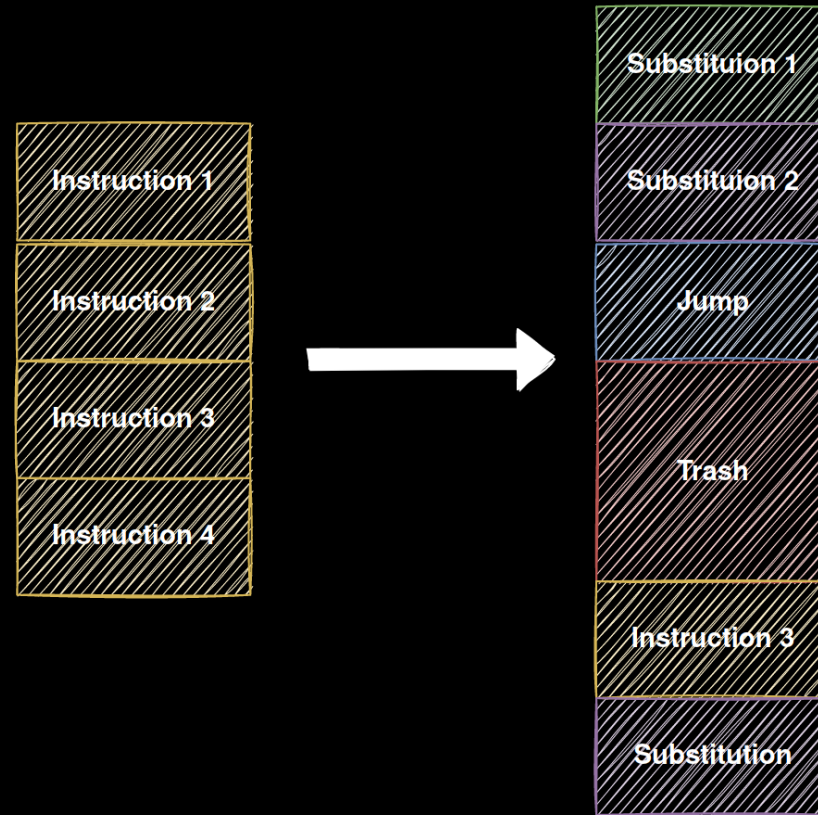 Instruction 1
Instruction 2
Instruction 3
Instruction 4
Substituion 1
Substituion 2
Jump
Trash
Instruction 3
Substitution